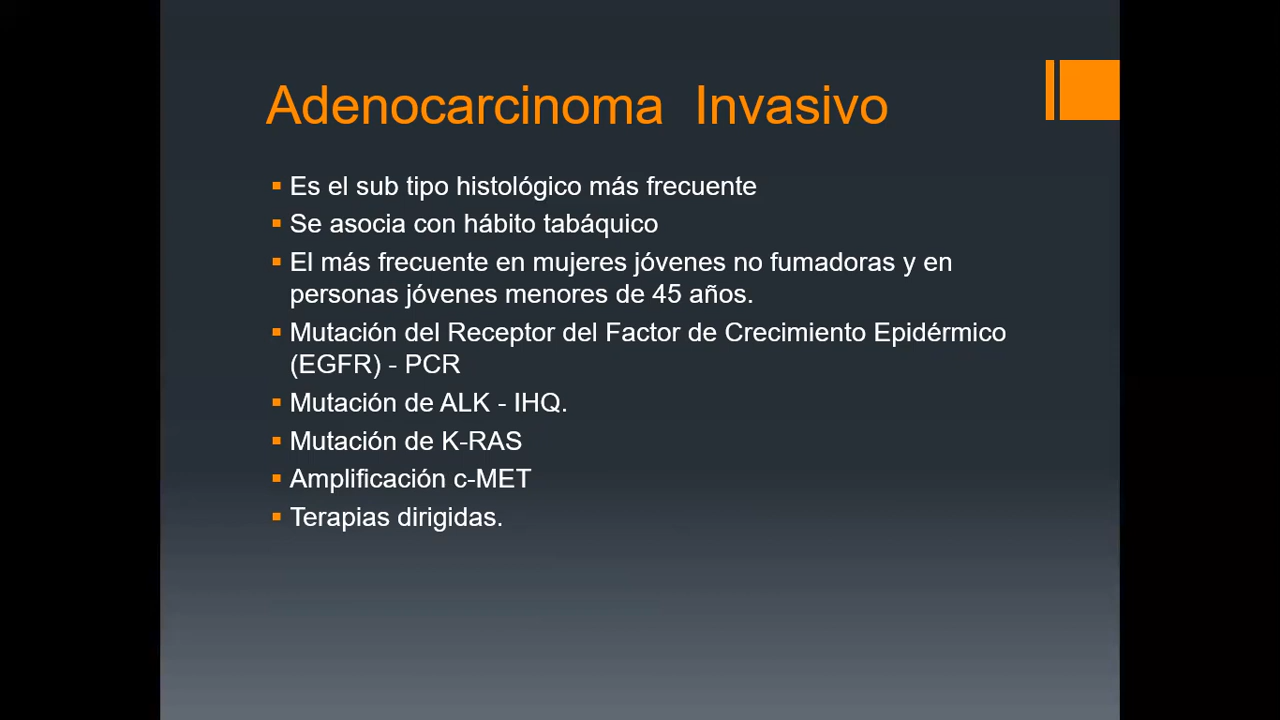 Adenocarcinoma Invasivo
▪ Es el sub tipo histológico más frecuente
▪ Se asocia con hábito tabáquico
▪ El más frecuente en mujeres jóvenes no fumadoras y en
personas jóvenes menores de 45 años.
▪ Mutación del Receptor del Factor de Crecimiento Epidérmico
(EGFR) - PCR
▪ Mutación de ALK - IHQ.
▪ Mutación de K-RAS
▪ Amplificación c-MET
▪ Terapias dirigidas.